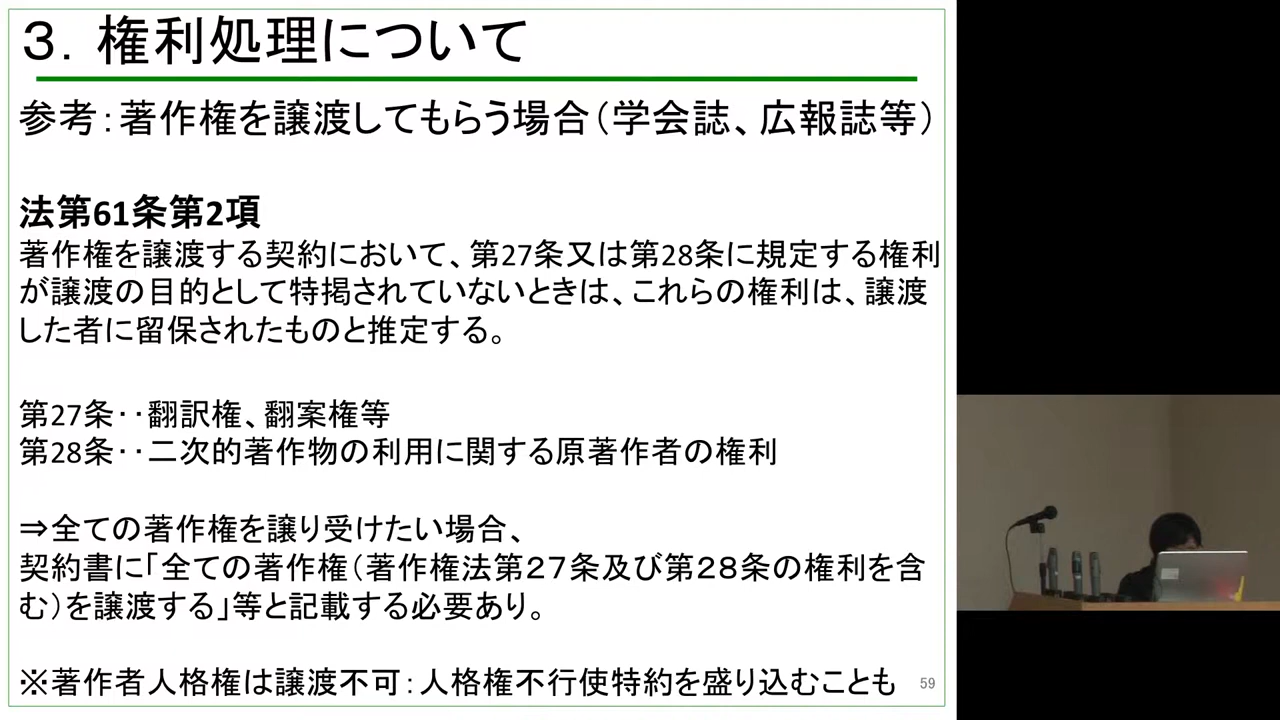 ３．権利処理について
参考：著作権を譲渡してもらう場合（学会誌、広報誌等）
法第61条第2項
著作権を譲渡する契約において、第27条又は第28条に規定する権利
が譲渡の目的として特掲されていないときは、これらの権利は、譲渡
した者に留保されたものと推定する。
第27条‥翻訳権、翻案権等
第28条‥二次的著作物の利用に関する原著作者の権利
⇒全ての著作権を譲り受けたい場合、
契約書に「全ての著作権（著作権法第２７条及び第２８条の権利を含
む）を譲渡する」等と記載する必要あり。
※著作者人格権は譲渡不可：人格権不行使特約を盛り込むことも
59